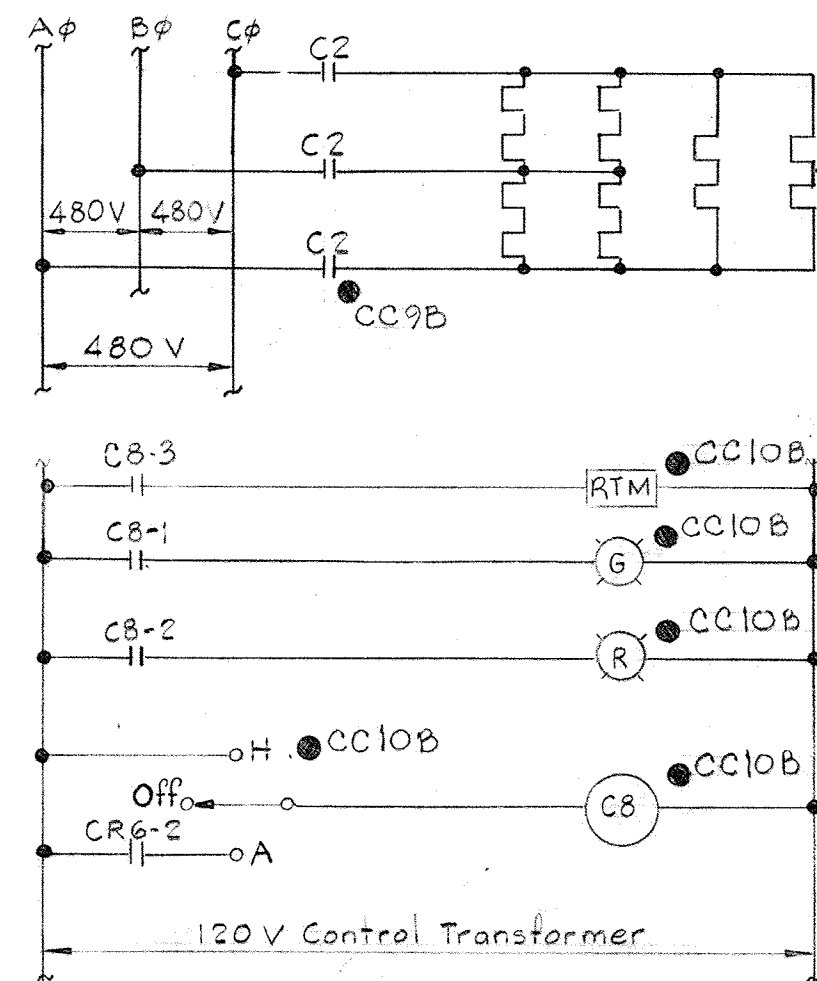 Aφ Bφ Cφ
C2
C2
480V 480V
C2
CC9B
480 V
C8-3 CC10B
RTM
C8-1 CC10B
G
C8-2 CC10B
R
H CC10B
CC10B
Off C8
CR6-2
A
120 V Control Transformer